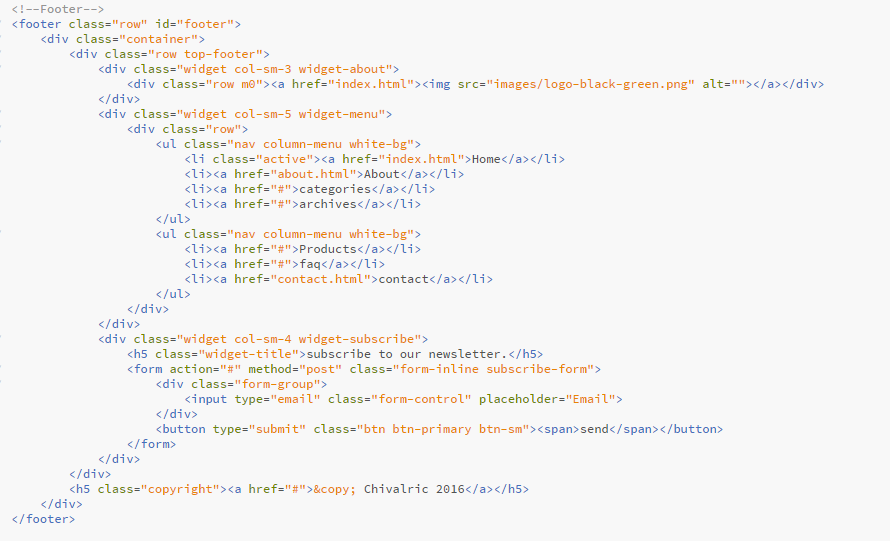 <!--Footer-->
<footer class="row" id="footer">
    <div class="container">
        <div class="row top-footer">
            <div class="widget col-sm-3 widget-about">
                <div class="row m0"><a href="index.html"><img src="images/logo-black-green.png" alt=""></a></div>
            </div>
            <div class="widget col-sm-5 widget-menu">
                <div class="row">
                    <ul class="nav column-menu white-bg">
                        <li class="active"><a href="index.html">Home</a></li>
                        <li><a href="about.html">About</a></li>
                        <li><a href="#">categories</a></li>
                        <li><a href="#">archives</a></li>
                    </ul>
                    <ul class="nav column-menu white-bg">
                        <li><a href="#">Products</a></li>
                        <li><a href="#">faq</a></li>
                        <li><a href="contact.html">contact</a></li>
                    </ul>
                </div>
            </div>
            <div class="widget col-sm-4 widget-subscribe">
                <h5 class="widget-title">subscribe to our newsletter.</h5>
                <form action="#" method="post" class="form-inline subscribe-form">
                    <div class="form-group">
                        <input type="email" class="form-control" placeholder="Email">
                    </div>
                    <button type="submit" class="btn btn-primary btn-sm"><span>send</span></button>
                </form>
            </div>
        </div>
        <h5 class="copyright"><a href="#">&copy; Chivalric 2016</a></h5>
    </div>
</footer>